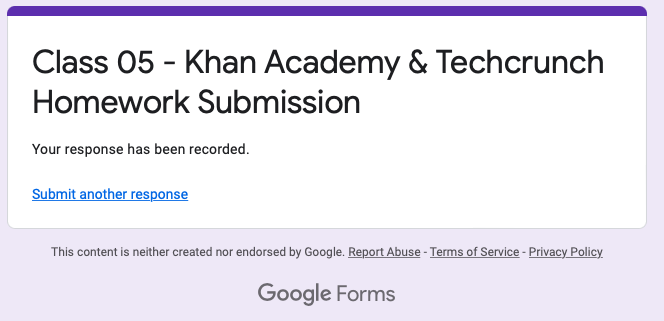 Class 05 - Khan Academy & Techcrunch
Homework Submission
Your response has been recorded.
Submit another response
This content is neither created nor endorsed by Google. Report Abuse - Terms of Service - Privacy Policy
Google Forms